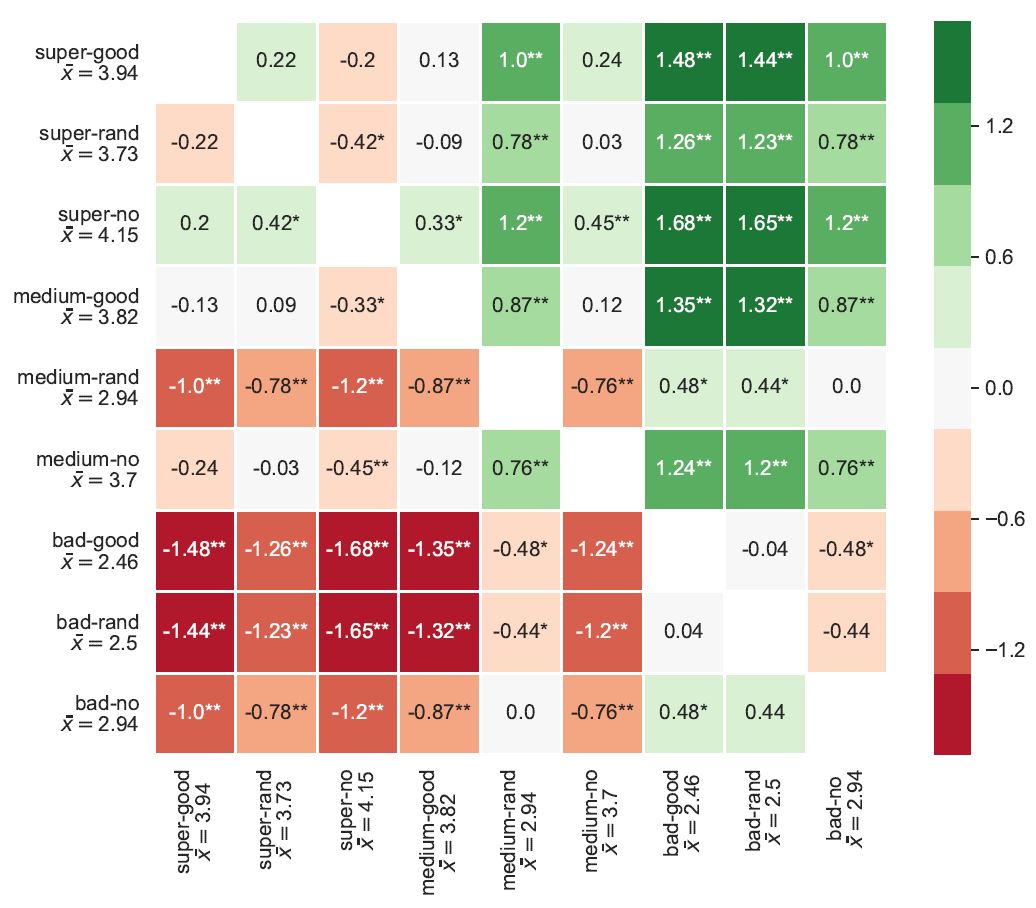 super-good
x̄ = 3.94
0.22 -0.2 0.13 1.0** 0.24 1.48** 1.44** 1.0**
super-rand
x̄ = 3.73
-0.22 -0.42* -0.09 0.78** 0.03 1.26** 1.23** 0.78**
super-no
x̄ = 4.15
0.2 0.42* 0.33* 1.2** 0.45** 1.68** 1.65** 1.2**
medium-good
x̄ = 3.82
-0.13 0.09 -0.33* 0.87** 0.12 1.35** 1.32** 0.87**
medium-rand
x̄ = 2.94
-1.0** -0.78** -1.2** -0.87** -0.76** 0.48* 0.44* 0.0
medium-no
x̄ = 3.7
-0.24 -0.03 -0.45** -0.12 0.76** 1.24** 1.2** 0.76**
bad-good
x̄ = 2.46
-1.48** -1.26** -1.68** -1.35** -0.48* -1.24** -0.04 -0.48*
bad-rand
x̄ = 2.5
-1.44** -1.23** -1.65** -1.32** -0.44* -1.2** 0.04 -0.44
bad-no
x̄ = 2.94
-1.0** -0.78** -1.2** -0.87** 0.0 -0.76** 0.48* 0.44
super-good
x̄ = 3.94
super-rand
x̄ = 3.73
super-no
x̄ = 4.15
medium-good
x̄ = 3.82
medium-rand
x̄ = 2.94
medium-no
x̄ = 3.7
bad-good
x̄ = 2.46
bad-rand
x̄ = 2.5
bad-no
x̄ = 2.94
1.2
0.6
0.0
−0.6
−1.2